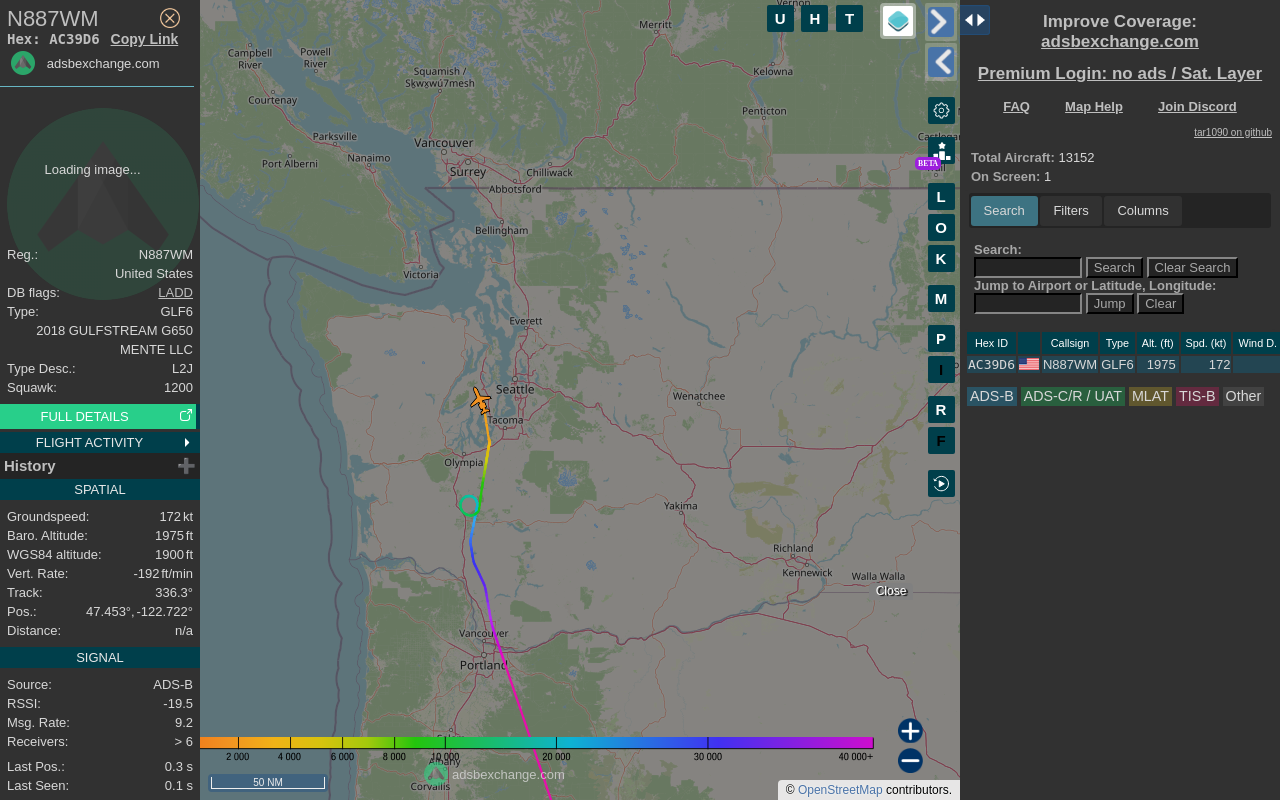 N887WM
Hex: AC39D6 Copy Link
adsbexchange.com
Loading image...
Reg.: N887WM
United States
DB flags: LADD
Type: GLF6
2018 GULFSTREAM G650
MENTE LLC
Type Desc.: L2J
Squawk: 1200
FULL DETAILS
FLIGHT ACTIVITY
History
SPATIAL
Groundspeed: 172 kt
Baro. Altitude: 1975 ft
WGS84 altitude: 1900 ft
Vert. Rate: -192 ft/min
Track: 336.3°
Pos.: 47.453°, -122.722°
Distance: n/a
SIGNAL
Source: ADS-B
RSSI: -19.5
Msg. Rate: 9.2
Receivers: > 6
Last Pos.: 0.3 s
Last Seen: 0.1 s
Vernon
Merritt
Campbell
River
Powell
River
Squamish /
Sḵwx̱wú7mesh
Kelowna
Courtenay
Penticton
Parksville
Vancouver
Nanaimo
Port Alberni
Surrey
Chilliwack
Abbotsford
Bellingham
Victoria
Everett
Seattle
Tacoma
Wenatchee
Olympia
Yakima
Richland
Kennewick
Walla Walla
Close
Vancouver
Portland
Albany
Corvallis
U H T
BETA
L
O
K
M
P
I
R
F
2 000 4 000 6 000 8 000 10 000 20 000 30 000 40 000+
adsbexchange.com
50 NM
© OpenStreetMap contributors.
Improve Coverage:
adsbexchange.com
Premium Login: no ads / Sat. Layer
FAQ Map Help Join Discord
tar1090 on github
Total Aircraft: 13152
On Screen: 1
Search Filters Columns
Search:
Search Clear Search
Jump to Airport or Latitude, Longitude:
Jump Clear
Hex ID Callsign Type Alt. (ft) Spd. (kt) Wind D.
AC39D6 N887WM GLF6 1975 172
ADS-B ADS-C/R / UAT MLAT TIS-B Other